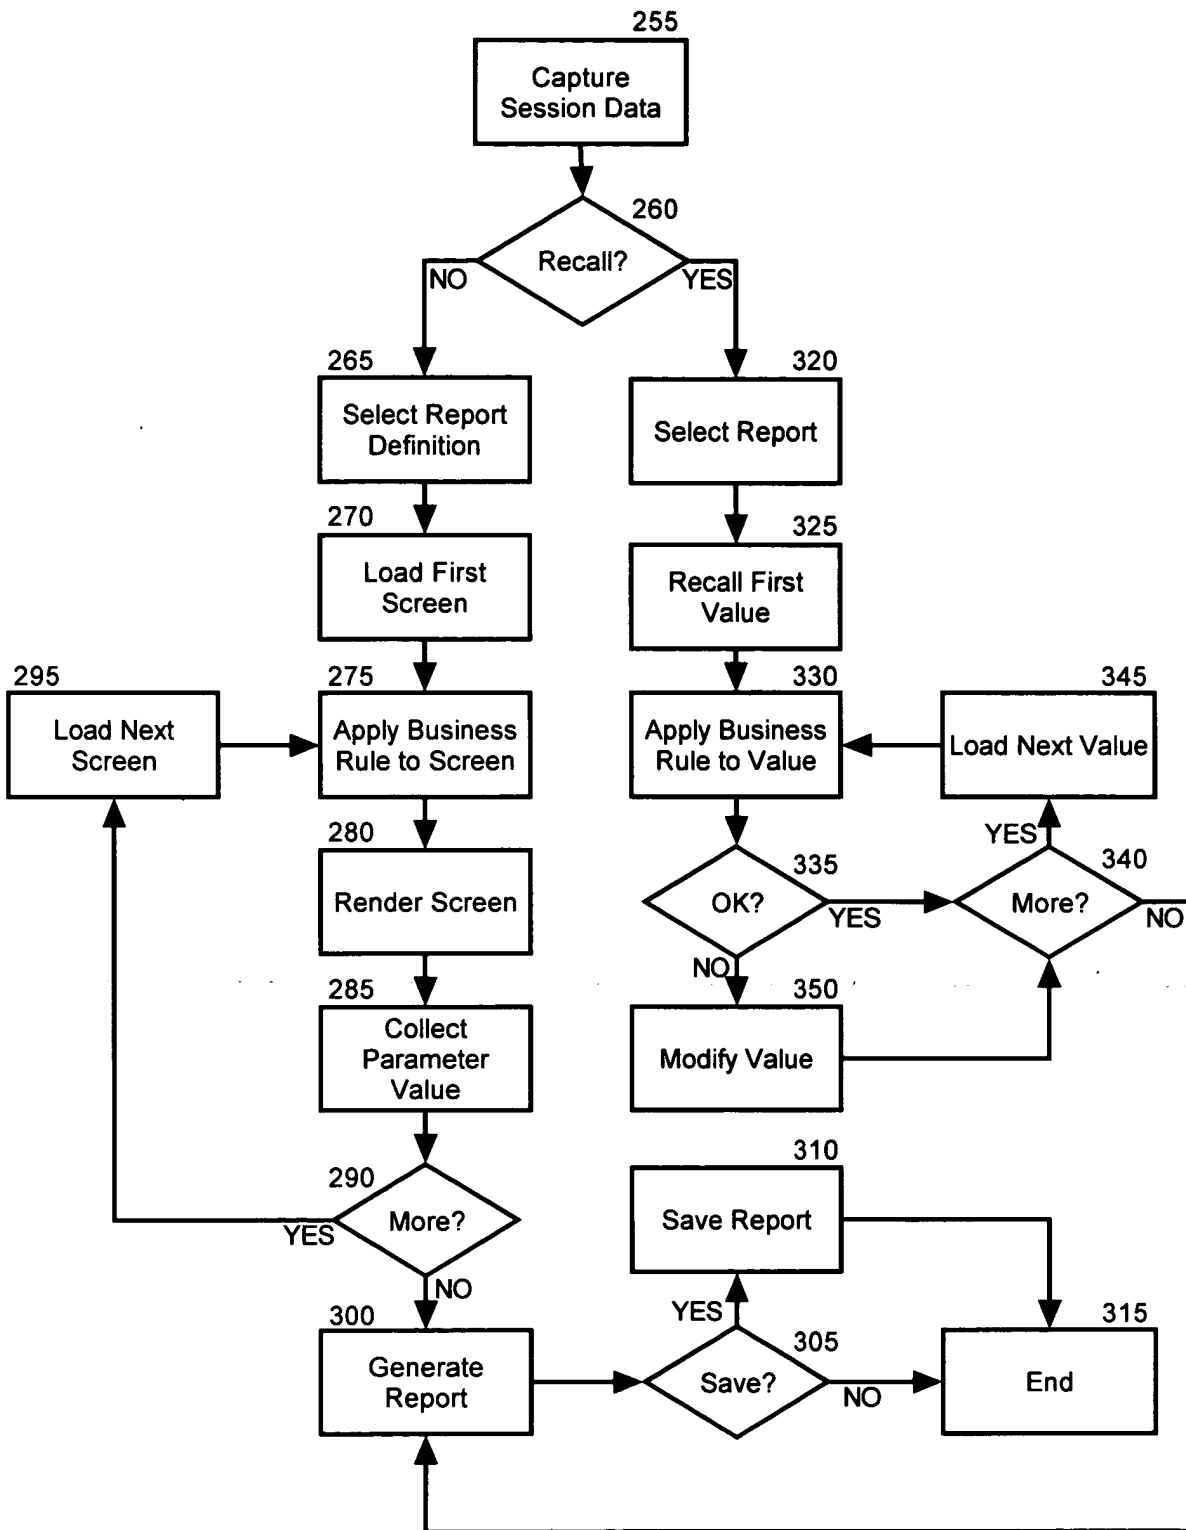 255
Capture
Session Data
260
Recall?
NO
YES
265
Select Report
Definition
320
Select Report
270
Load First
Screen
325
Recall First
Value
295
Load Next
Screen
275
Apply Business
Rule to Screen
330
Apply Business
Rule to Value
345
Load Next Value
280
Render Screen
335
OK?
YES
NO
YES
340
More?
NO
285
Collect
Parameter
Value
350
Modify Value
290
More?
YES
NO
310
Save Report
300
Generate
Report
YES
305
Save?
NO
315
End